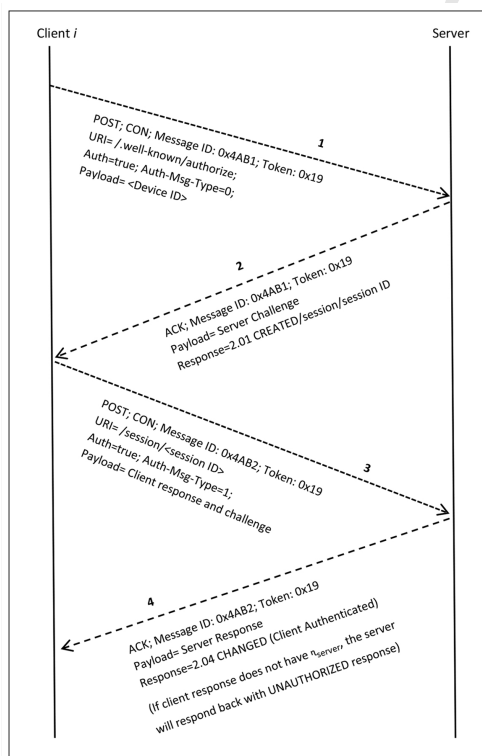 Client i
Server
1
POST; CON; Message ID: 0x4AB1; Token: 0x19
URI= /.well-known/authorize;
Auth=true; Auth-Msg-Type=0;
Payload= <Device ID>
2
ACK; Message ID: 0x4AB1; Token: 0x19
Payload= Server Challenge
Response=2.01 CREATED/session/session ID
3
POST; CON; Message ID: 0x4AB2; Token: 0x19
URI= /session/<session ID>
Auth=true; Auth-Msg-Type=1;
Payload= Client response and challenge
4
ACK; Message ID: 0x4AB2; Token: 0x19
Payload= Server Response
Response=2.04 CHANGED (Client Authenticated)
(If client response does not have n_server, the server
will respond back with UNAUTHORIZED response)